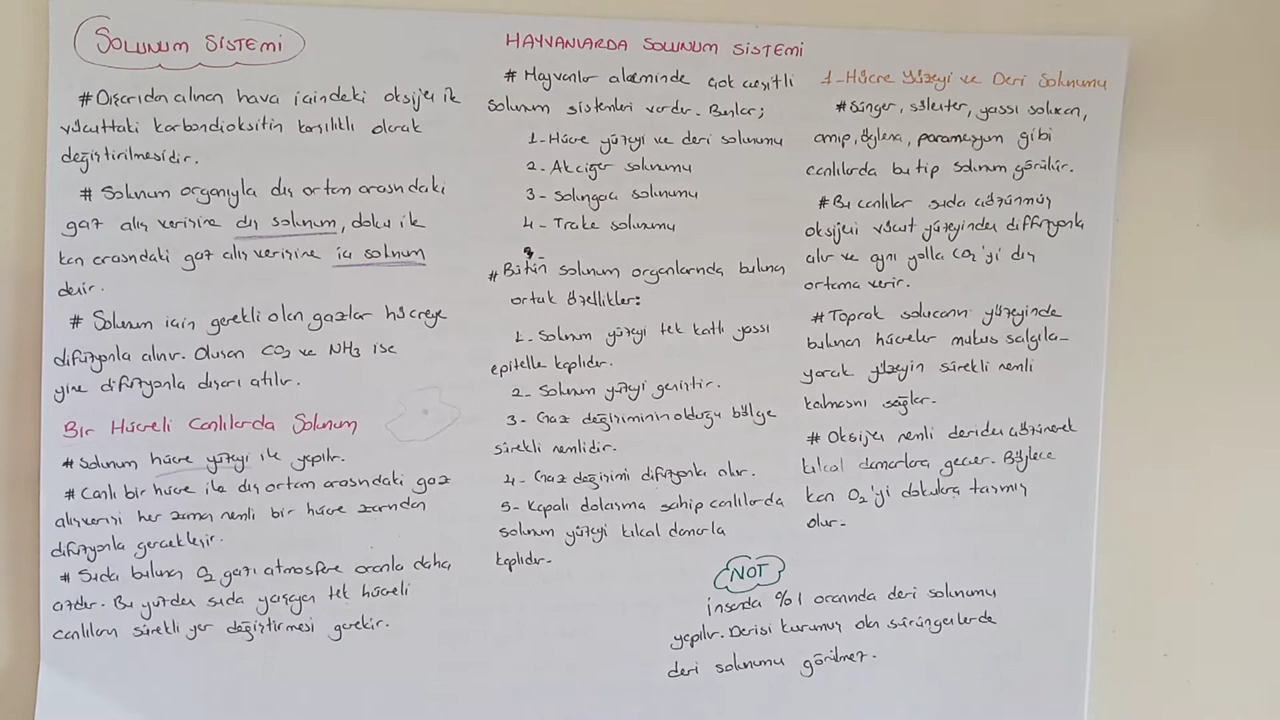 SOLUNUM SİSTEMİ
# Dışarıdan alınan hava içindeki oksijen ile
vücuttaki karbondioksitin karşılıklı olarak
değiştirilmesidir.
# Solunum organıyla dış ortam arasındaki
gaz alış verişine dış solunum, doku ile
kan arasındaki gaz alış verişine iç solunum
denir.
# Solunum için gerekli olan gazlar hücreye
difüzyonla alınır. Oluşan CO2 ve NH3 ise
yine difüzyonla dışarı atılır.
Bir Hücreli Canlılarda Solunum
# Solunum hücre yüzeyi ile yapılır.
# Canlı bir hücre ile dış ortam arasındaki gaz
alışverişi her zaman nemli bir hücre zarından
difüzyonla gerçekleşir.
# Suda bulunan O2 gazı atmosfere oranla daha
azdır. Bu yüzden suda yaşayan tek hücreli
canlıların sürekli yer değiştirmesi gerekir.
HAYVANLARDA SOLUNUM SİSTEMİ
# Hayvanlar aleminde çok çeşitli
solunum sistemleri vardır. Bunlar;
1-Hücre yüzeyi ve deri solunumu
2-Akciğer solunumu
3-Solungaç solunumu
4-Trake solunumu
# Bütün solunum organlarında bulunan
ortak özellikler:
1-Solunum yüzeyi tek katlı yassı
epitelle kaplıdır.
2-Solunum yüzeyi geniştir.
3-Gaz değişiminin olduğu bölge
sürekli nemlidir.
4-Gaz değişimi difüzyonla olur.
5-Kapalı dolaşıma sahip canlılarda
solunum yüzeyi kılcal damarla
kaplıdır.
1-Hücre Yüzeyi ve Deri Solunumu
# Sünger, sölenter, yassı solucan,
amip, öglena, paramesyum gibi
canlılarda bu tip solunum görülür.
# Bu canlılar suda çözünmüş
oksijeni vücut yüzeyinden difüzyonla
alır ve aynı yolla CO2'yi dış
ortama verir.
# Toprak solucanı yüzeyinde
bulunan hücreler mukus salgıla-
yarak yüzeyin sürekli nemli
kalmasını sağlar.
# Oksijen nemli deriden çözünerek
kılcal damarlara geçer. Böylece
kan O2'yi dokulara taşımış
olur.
NOT
İnsanda %1 oranında deri solunumu
yapılır. Derisi kurumuş olan sürüngenlerde
deri solunumu görülmez.